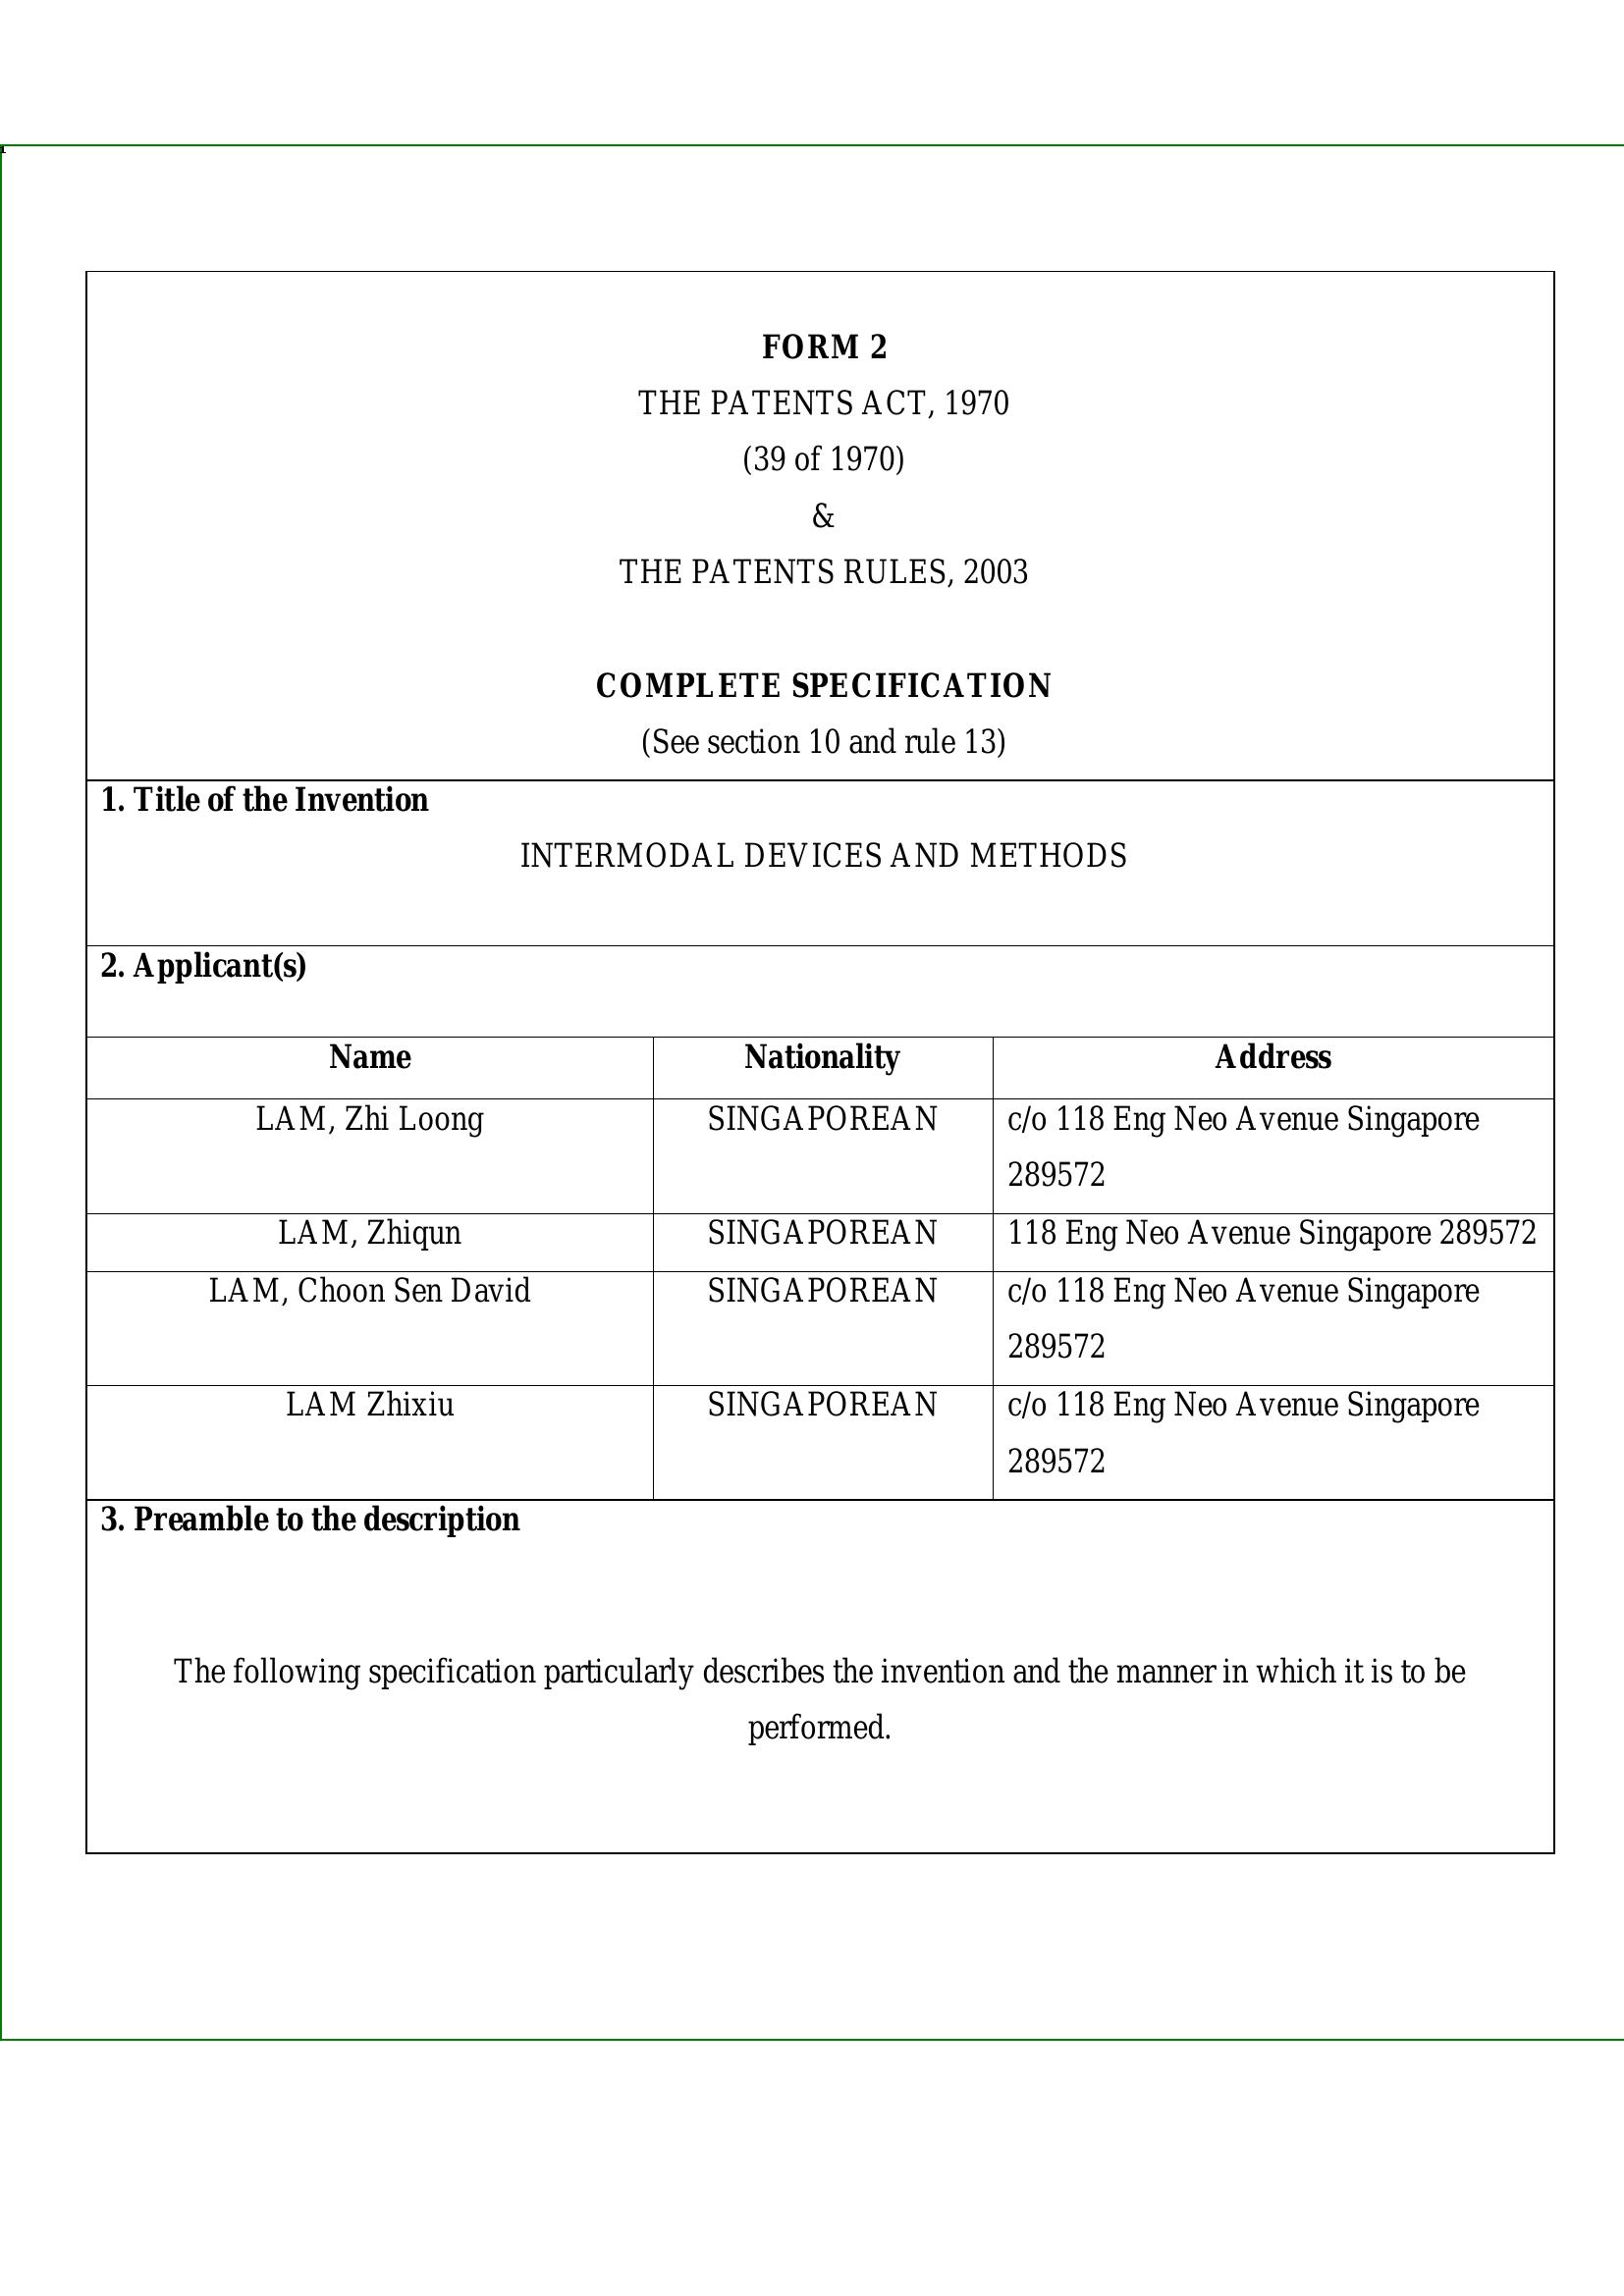 FORM 2
THE PATENTS ACT, 1970
(39 of 1970)
&
THE PATENTS RULES, 2003
COMPLETE SPECIFICATION
(See section 10 and rule 13)
1. Title of the Invention
INTERMODAL DEVICES AND METHODS
2. Applicant(s)
Name Nationality Address
LAM, Zhi Loong SINGAPOREAN c/o 118 Eng Neo Avenue Singapore
289572
LAM, Zhiqun SINGAPOREAN 118 Eng Neo Avenue Singapore 289572
LAM, Choon Sen David SINGAPOREAN c/o 118 Eng Neo Avenue Singapore
289572
LAM Zhixiu SINGAPOREAN c/o 118 Eng Neo Avenue Singapore
289572
3. Preamble to the description
The following specification particularly describes the invention and the manner in which it is to be
performed.